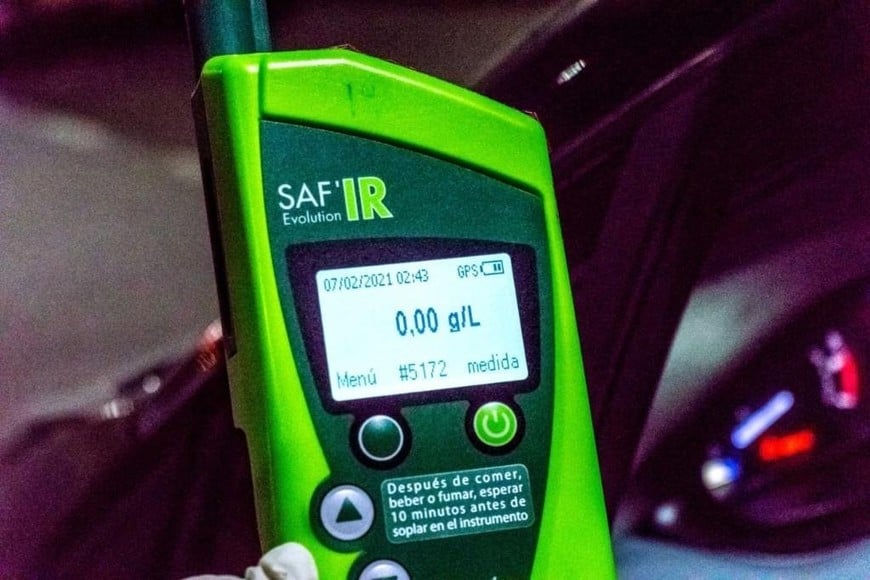 SAF'IR
Evolution
07/02/2021 02:43 GPS
0,00 g/L
Menú #5172 medida
Después de comer,
beber o fumar, esperar
10 minutos antes de
soplar en el instrumento